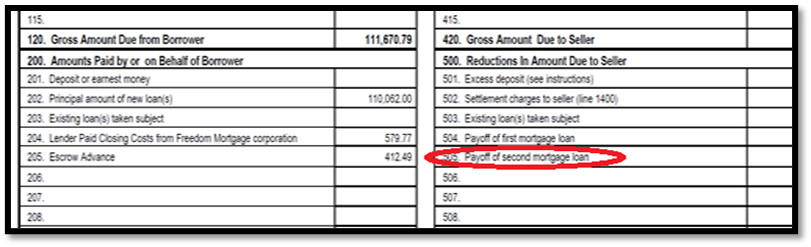 115.
120. Gross Amount Due from Borrower 111,670.79
200. Amounts Paid by or on Behalf of Borrower
201. Deposit or earnest money
202. Principal amount of new loan(s) 110,062.00
203. Existing loan(s) taken subject
204. Lender Paid Closing Costs from Freedom Mortgage corporation 579.77
205. Escrow Advance 412.49
206.
207.
208.
415.
420. Gross Amount Due to Seller
500. Reductions In Amount Due to Seller
501. Excess deposit (see instructions)
502. Settlement charges to seller (line 1400)
503. Existing loan(s) taken subject
504. Payoff of first mortgage loan
505. Payoff of second mortgage loan
506.
507.
508.